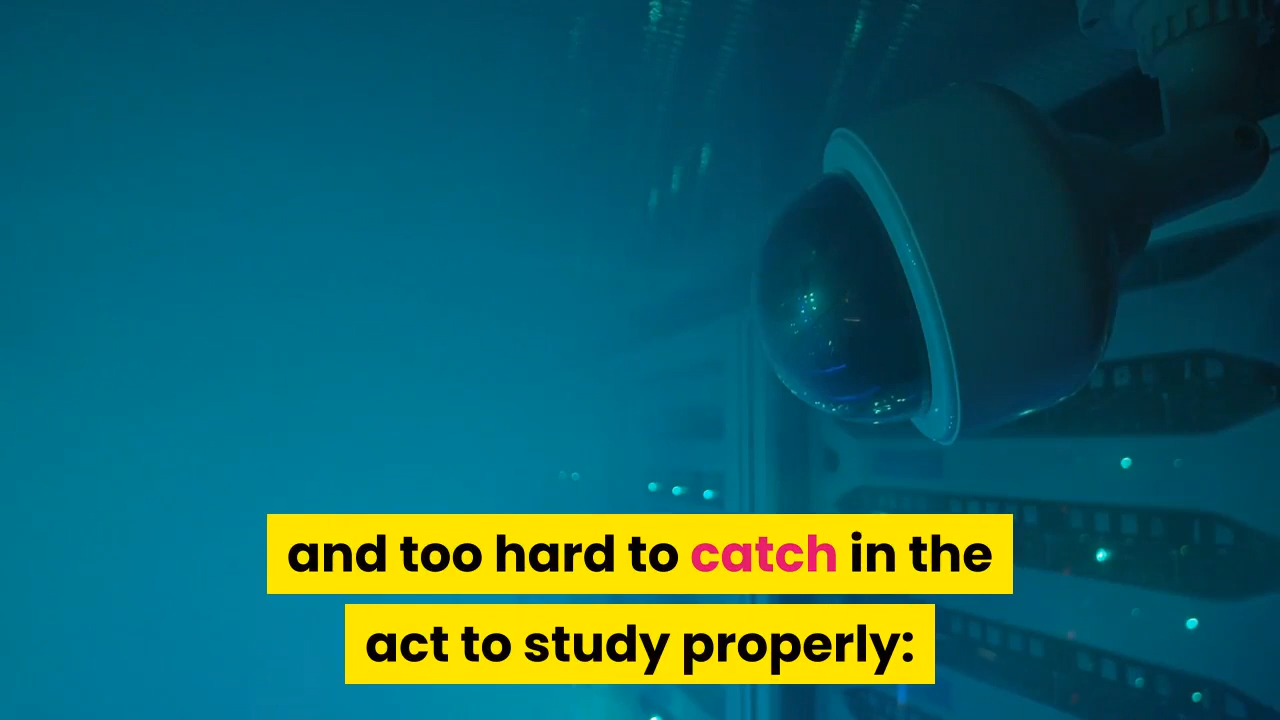 and too hard to catch in the
act to study properly: